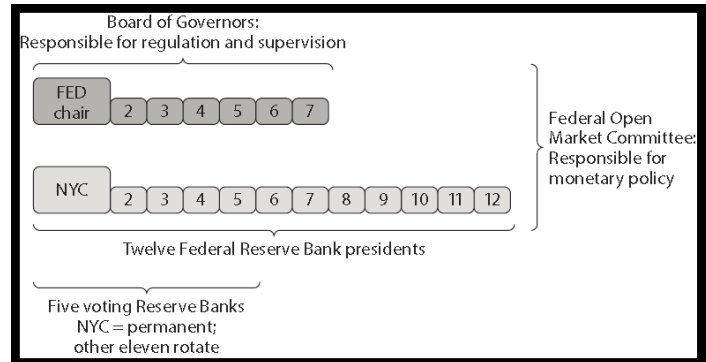 Board of Governors:
Responsible for regulation and supervision
FED
chair
2 3 4 5 6 7
Federal Open
Market Committee:
Responsible for
monetary policy
NYC
2 3 4 5 6 7 8 9 10 11 12
Twelve Federal Reserve Bank presidents
Five voting Reserve Banks
NYC = permanent;
other eleven rotate